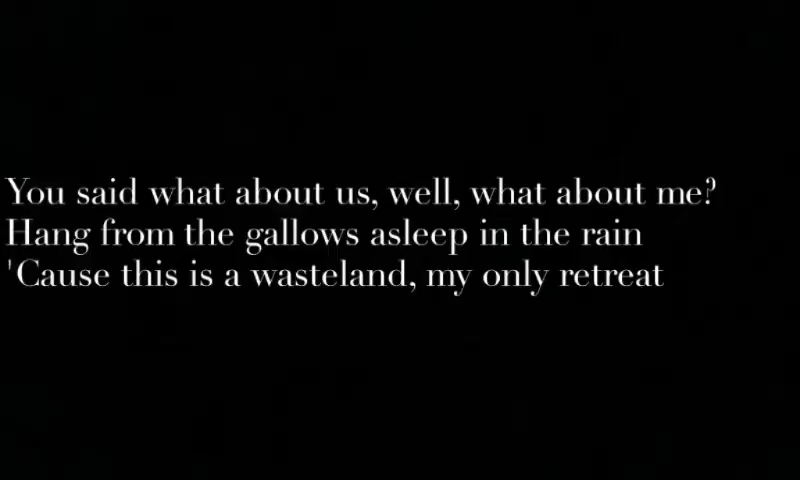 You said what about us, well, what about me?
Hang from the gallows asleep in the rain
'Cause this is a wasteland, my only retreat